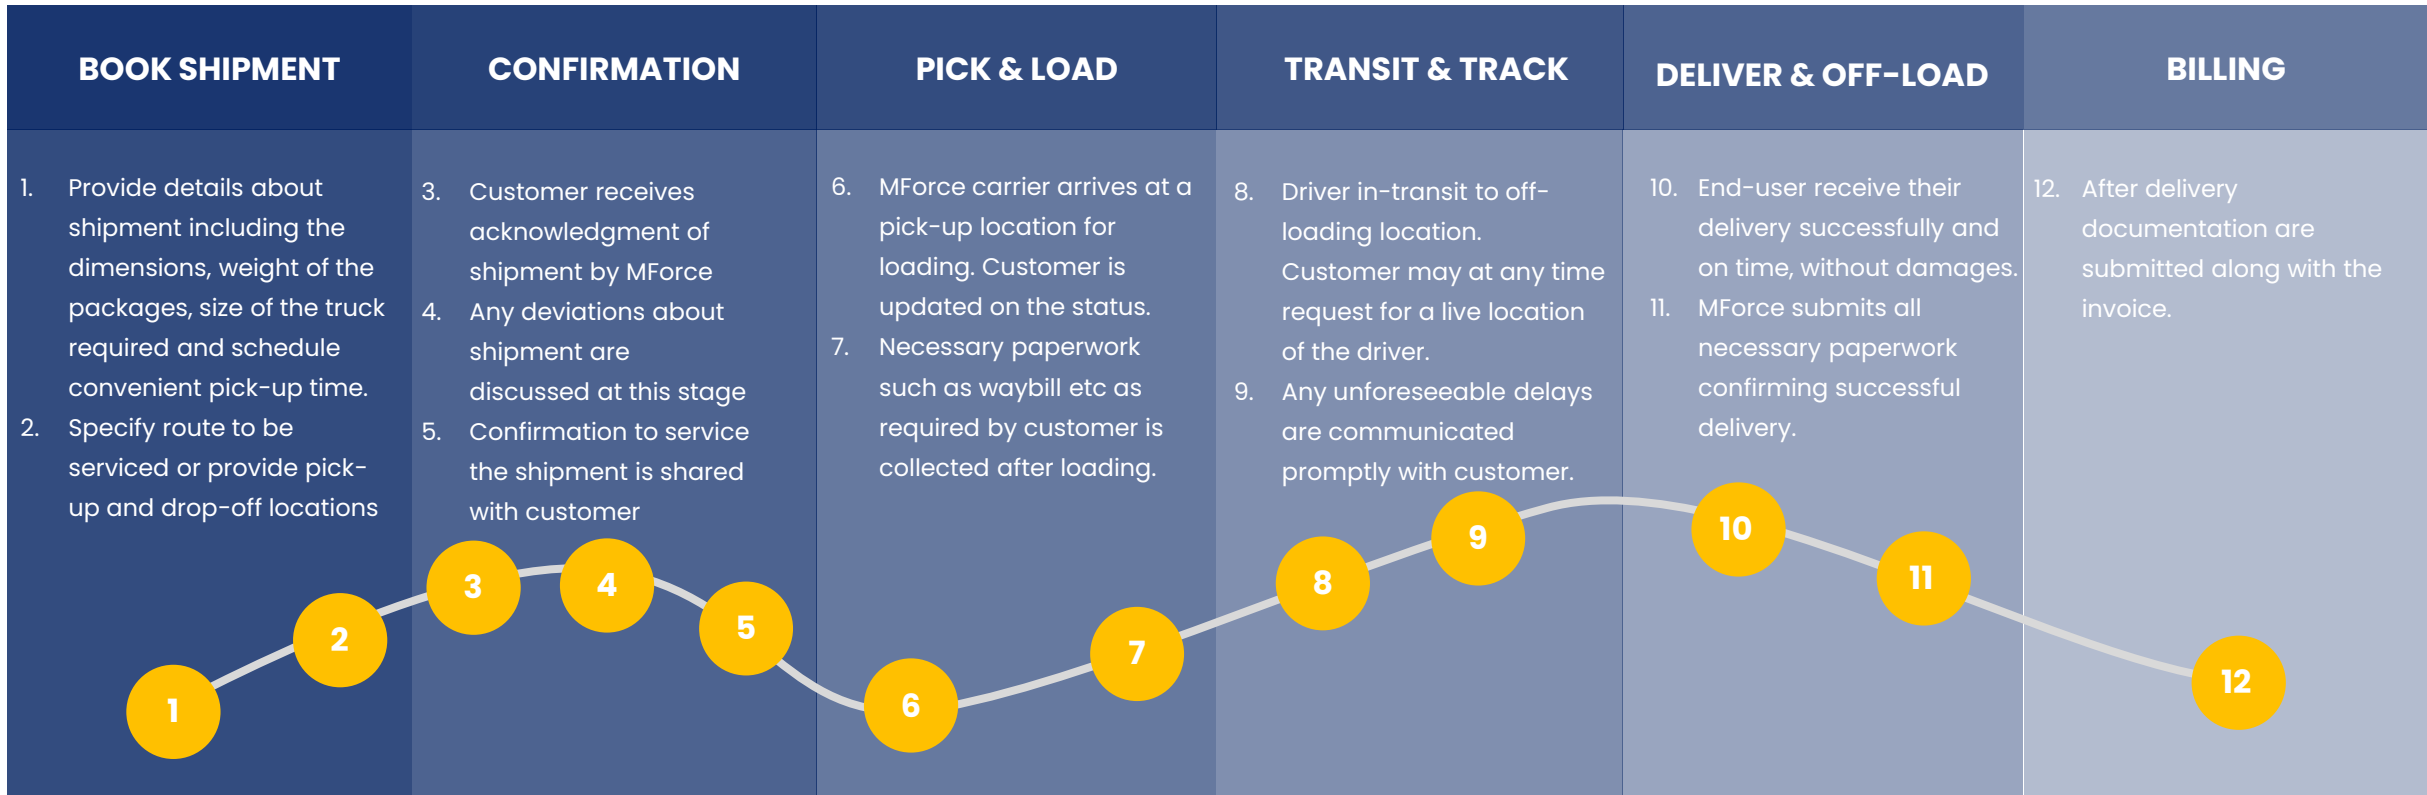 BOOK SHIPMENT
CONFIRMATION
PICK & LOAD
TRANSIT & TRACK
DELIVER & OFF-LOAD
BILLING
1. Provide details about
shipment including the
dimensions, weight of the
packages, size of the truck
required and schedule
convenient pick-up time.
2. Specify route to be
serviced or provide pick-
up and drop-off locations
3. Customer receives
acknowledgment of
shipment by MForce
4. Any deviations about
shipment are
discussed at this stage
5. Confirmation to service
the shipment is shared
with customer
6. MForce carrier arrives at a
pick-up location for
loading. Customer is
updated on the status.
7. Necessary paperwork
such as waybill etc as
required by customer is
collected after loading.
8. Driver in-transit to off-
loading location.
Customer may at any time
request for a live location
of the driver.
9. Any unforeseeable delays
are communicated
promptly with customer.
10. End-user receive their
delivery successfully and
on time, without damages.
11. MForce submits all
necessary paperwork
confirming successful
delivery.
12. After delivery
documentation are
submitted along with the
invoice.
1
2
3
4
5
6
7
8
9
10
11
12